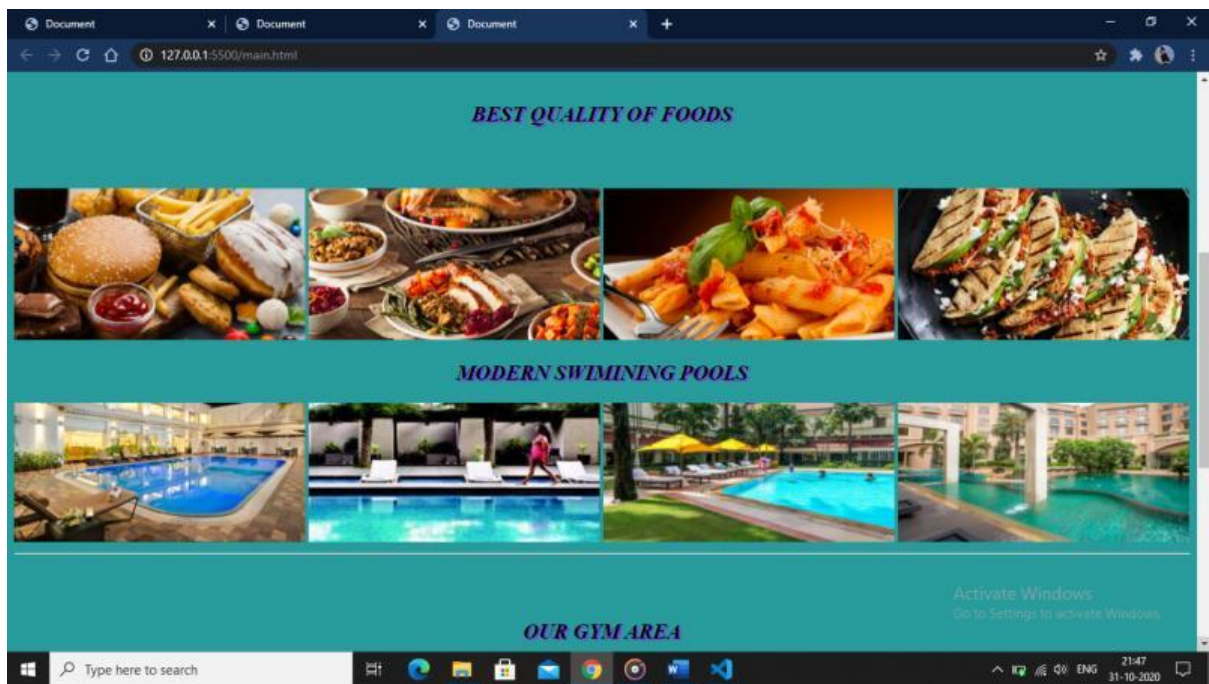 Document
Document
Document
127.0.0.1:5500/main.html
BEST QUALITY OF FOODS
MODERN SWIMINING POOLS
Activate Windows
Go to Settings to activate Windows.
OUR GYM AREA
Type here to search
ENG
21:47
31-10-2020